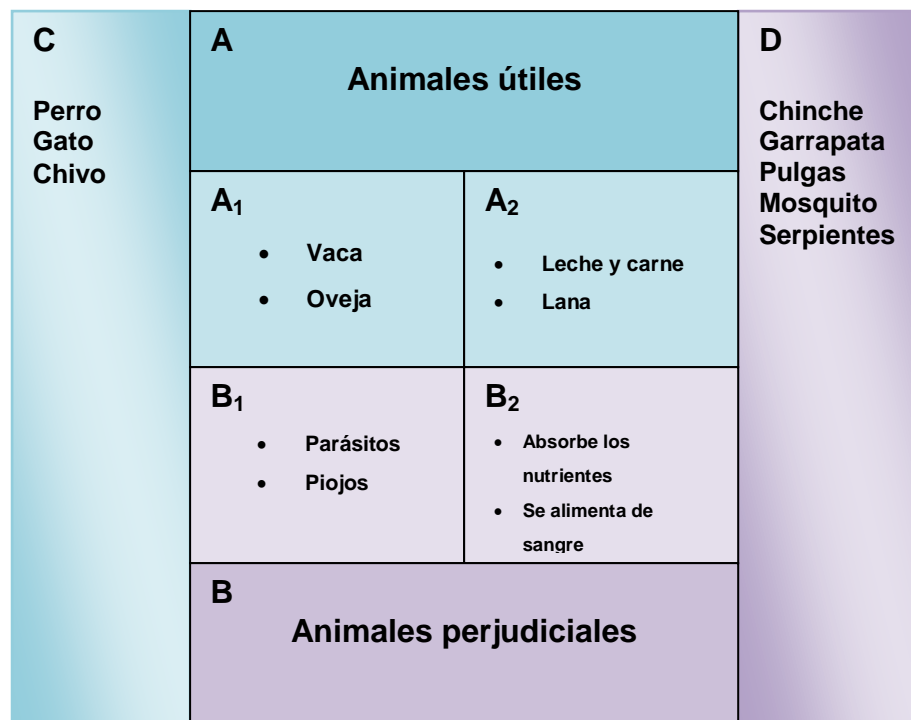 C
Perro
Gato
Chivo
A
Animales útiles
A₁
• Vaca
• Oveja
A₂
• Leche y carne
• Lana
B₁
• Parásitos
• Piojos
B₂
• Absorbe los
nutrientes
• Se alimenta de
sangre
B
Animales perjudiciales
D
Chinche
Garrapata
Pulgas
Mosquito
Serpientes